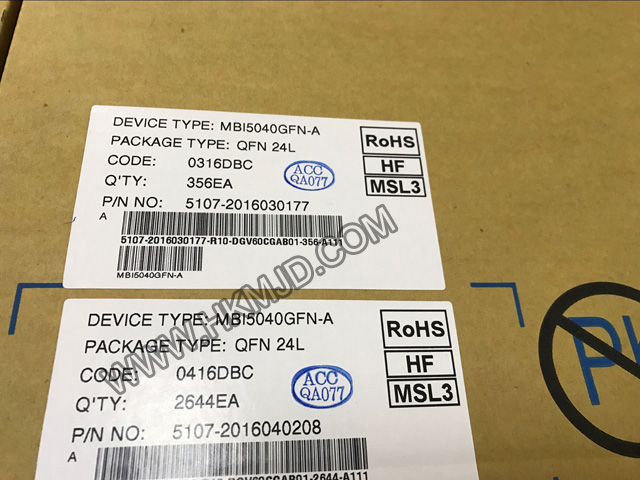 DEVICE TYPE: MBI5040GFN-A
PACKAGE TYPE: QFN 24L
CODE: 0316DBC
Q'TY: 356EA
P/N NO: 5107-2016030177
A
5107-2016030177-R10-DGV60CGAB01-356-A111
MBI5040GFN-A
ACC
QA077
RoHS
HF
MSL3
WWW.HKMJD.COM
DEVICE TYPE: MBI5040GFN-A
PACKAGE TYPE: QFN 24L
CODE: 0416DBC
Q'TY: 2644EA
P/N NO: 5107-2016040208
A
ACC
QA077
RoHS
HF
MSL3